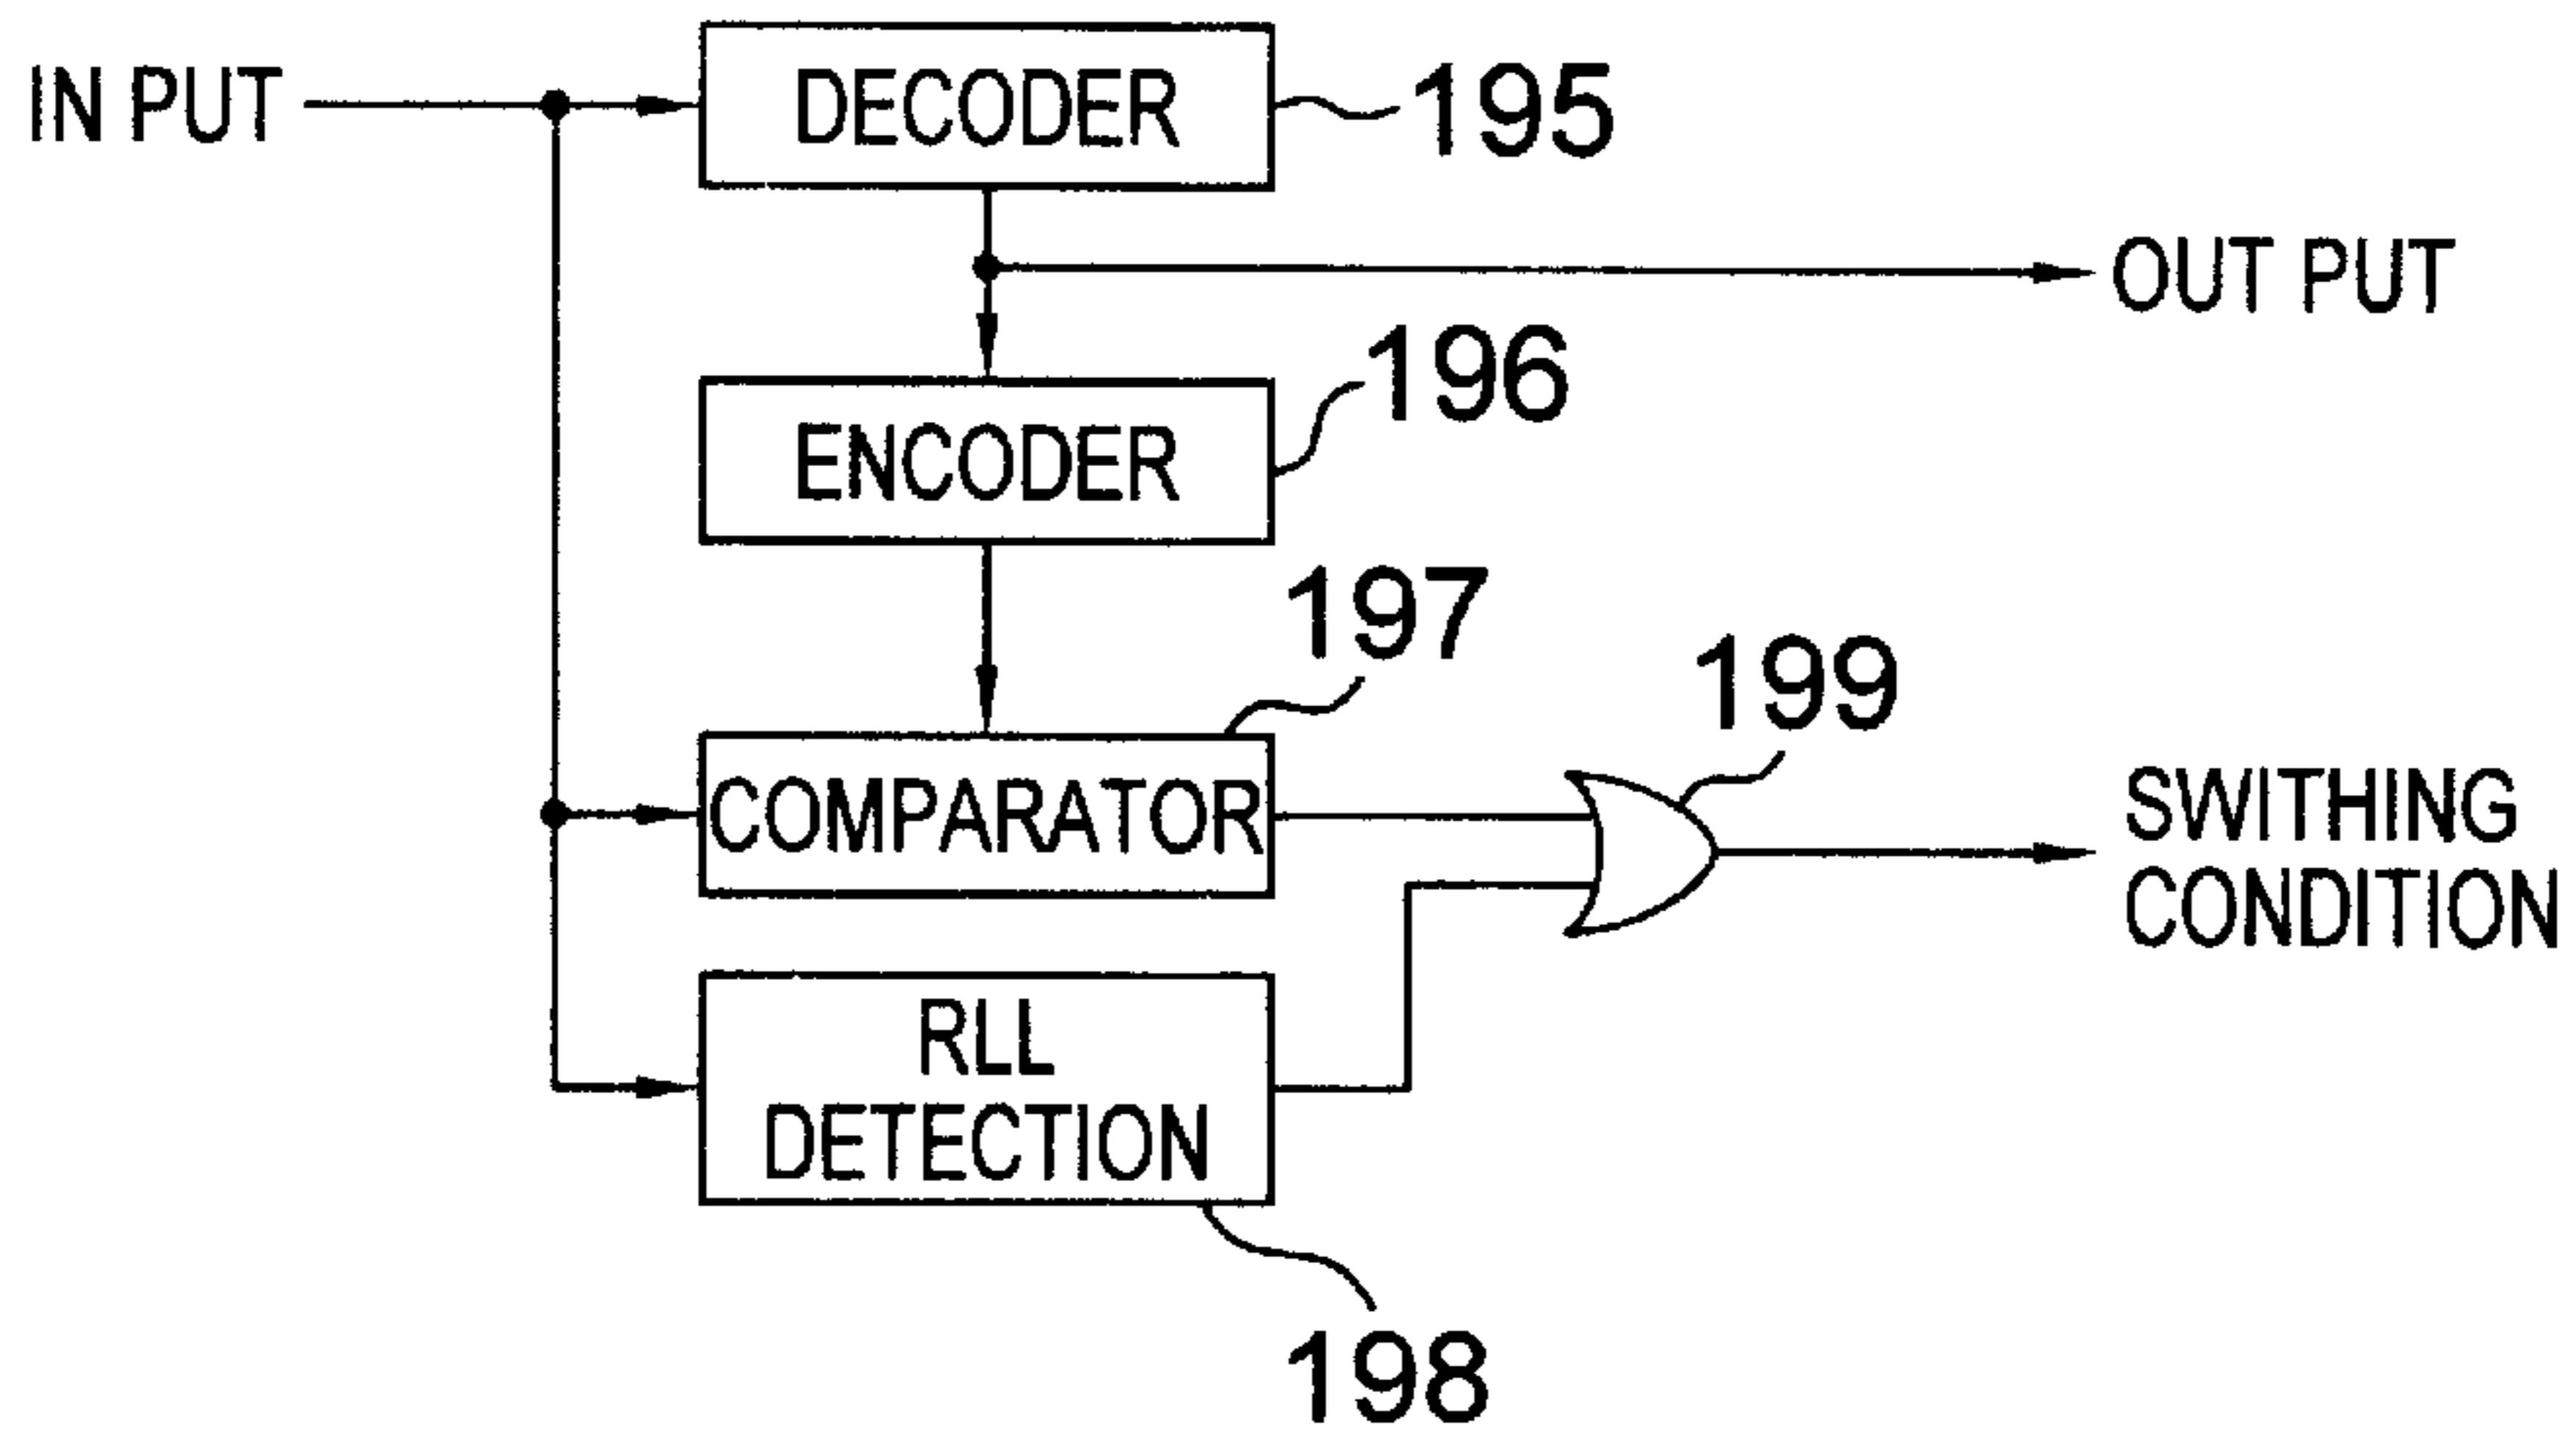 IN PUT
DECODER
195
OUT PUT
196
ENCODER
197
199
COMPARATOR
SWITHING
CONDITION
RLL
DETECTION
198